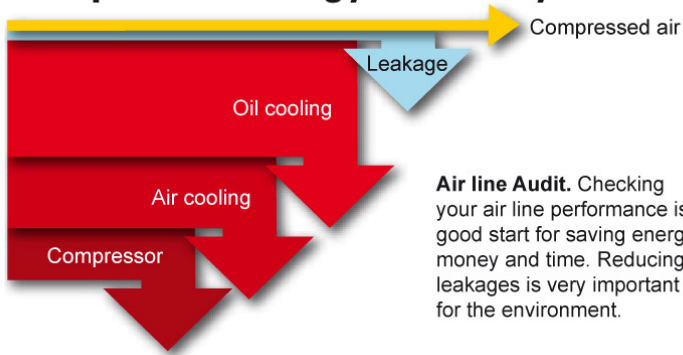 Compressed air
Leakage
Oil cooling
Air cooling
Compressor
Air line Audit. Checking
your air line performance is
good start for saving energ
money and time. Reducing
leakages is very important
for the environment.